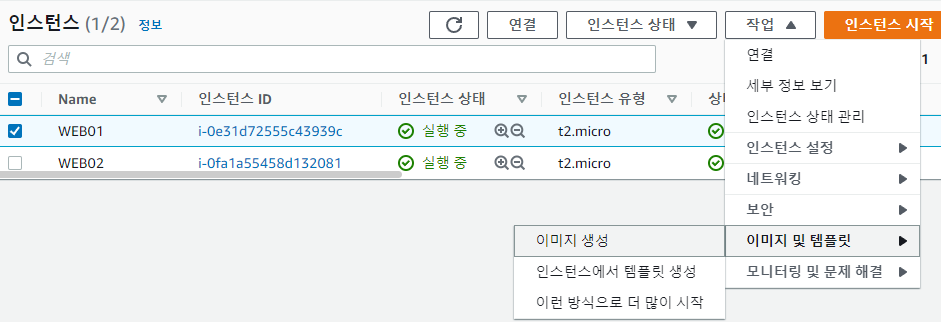 인스턴스 (1/2) 정보 연결 인스턴스 상태 작업 인스턴스 시작
검색 1
연결
세부 정보 보기
Name 인스턴스 ID 인스턴스 상태 인스턴스 유형 상태
WEB01 i-0e31d72555c43939c 실행 중 t2.micro
인스턴스 상태 관리
인스턴스 설정
WEB02 i-0fa1a55458d132081 실행 중 t2.micro
네트워킹
보안
이미지 및 템플릿
모니터링 및 문제 해결
이미지 생성
인스턴스에서 템플릿 생성
이런 방식으로 더 많이 시작